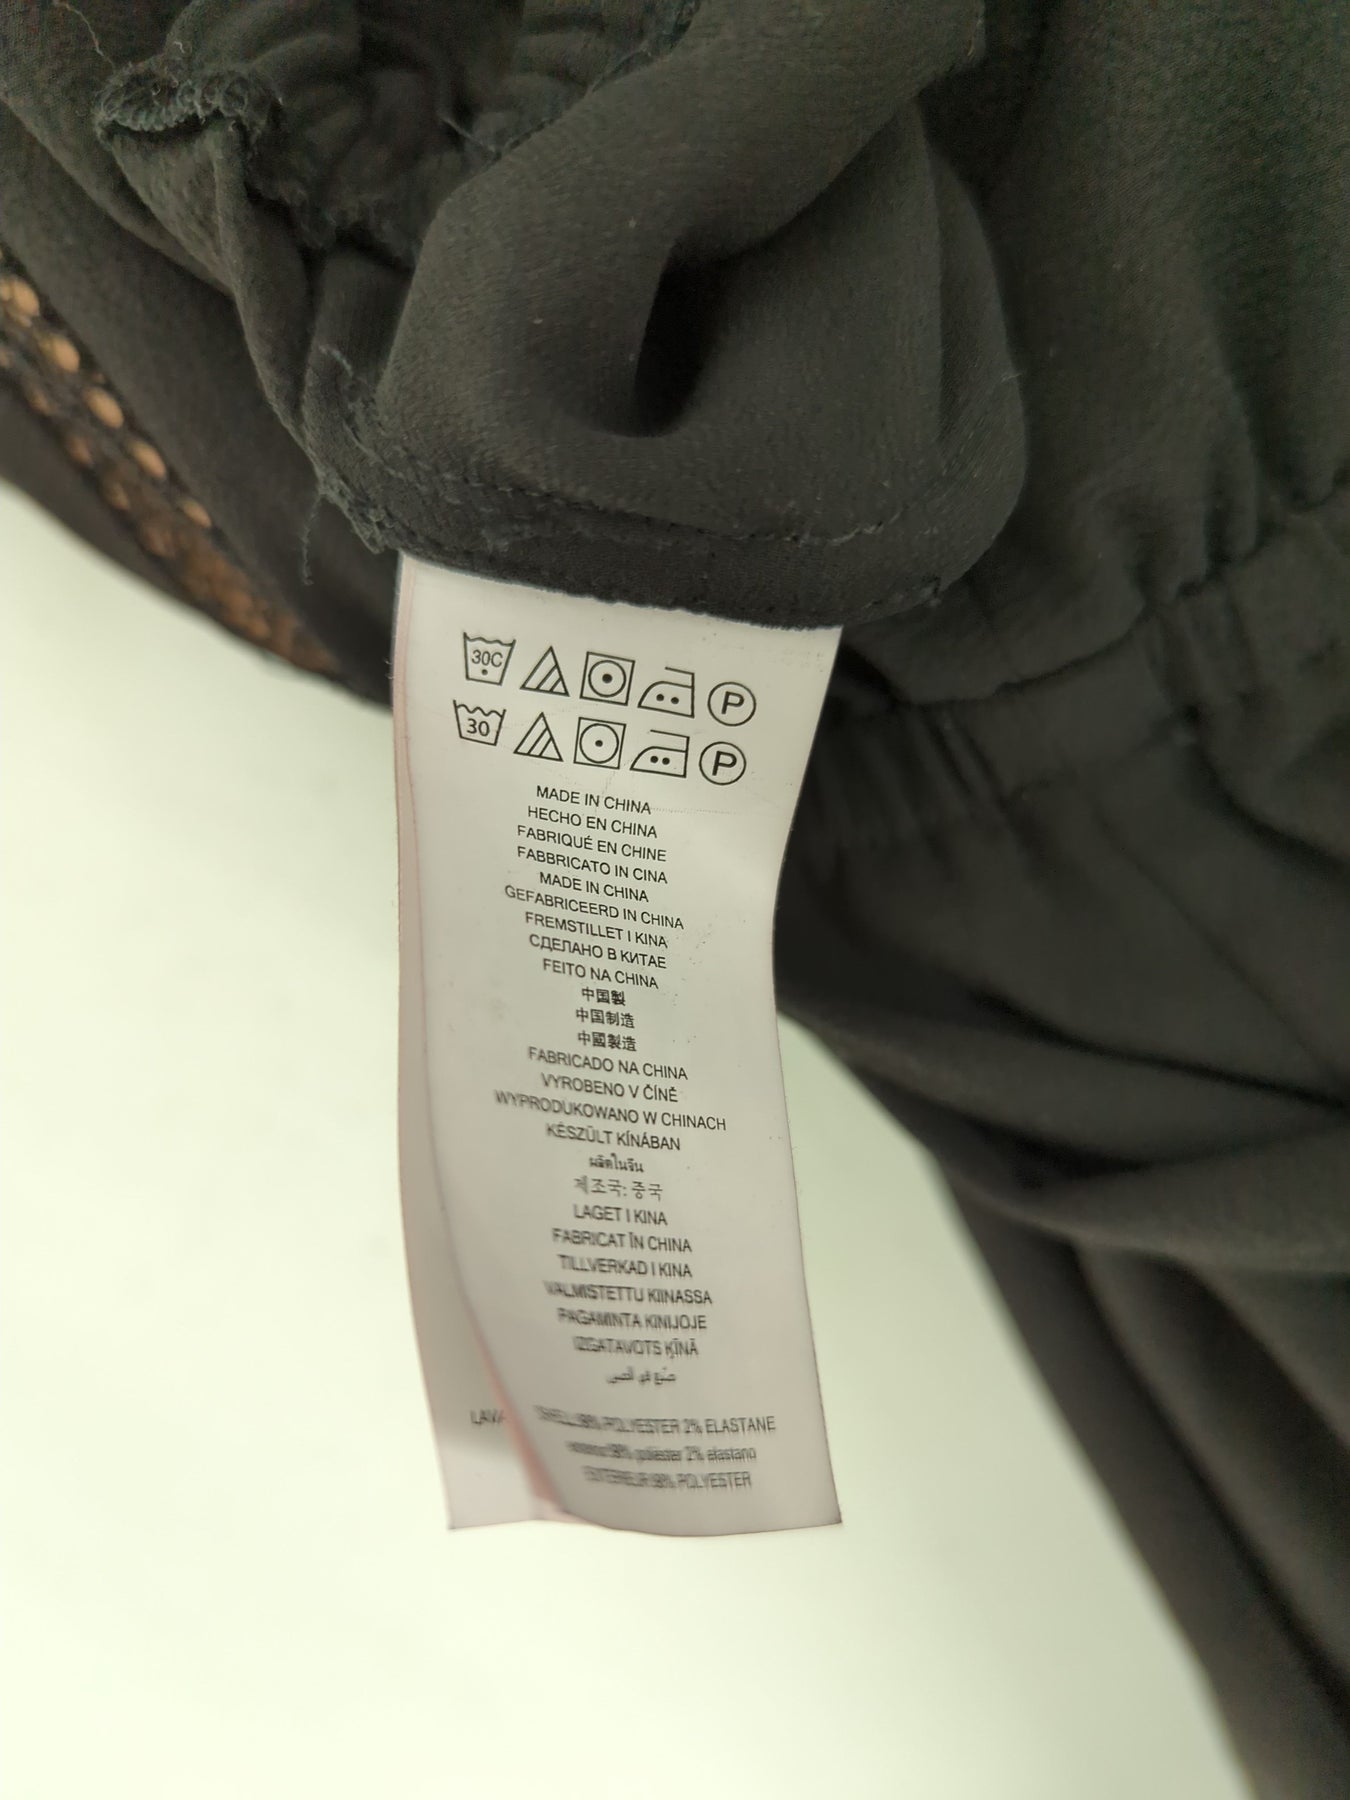 30C P
30 P
MADE IN CHINA
HECHO EN CHINA
FABRIQUÉ EN CHINE
FABBRICATO IN CINA
MADE IN CHINA
GEFABRICEERD IN CHINA
FREMSTILLET I KINA
СДЕЛАНО В КИТАЕ
FEITO NA CHINA
中国製
中国制造
中國製造
FABRICADO NA CHINA
VYROBENO V ČÍNĚ
WYPRODUKOWANO W CHINACH
KÉSZÜLT KÍNÁBAN
ผลิตในจีน
제조국: 중국
LAGET I KINA
FABRICAT ÎN CHINA
TILLVERKAD I KINA
VALMISTETTU KIINASSA
PAGAMINTA KINIJOJE
IZGATAVOTS ĶĪNĀ
صنع في الصين
SHELL:98% POLYESTER 2% ELASTANE
98% poliéster 2% elastano
EXTERIEUR:98% POLYESTER